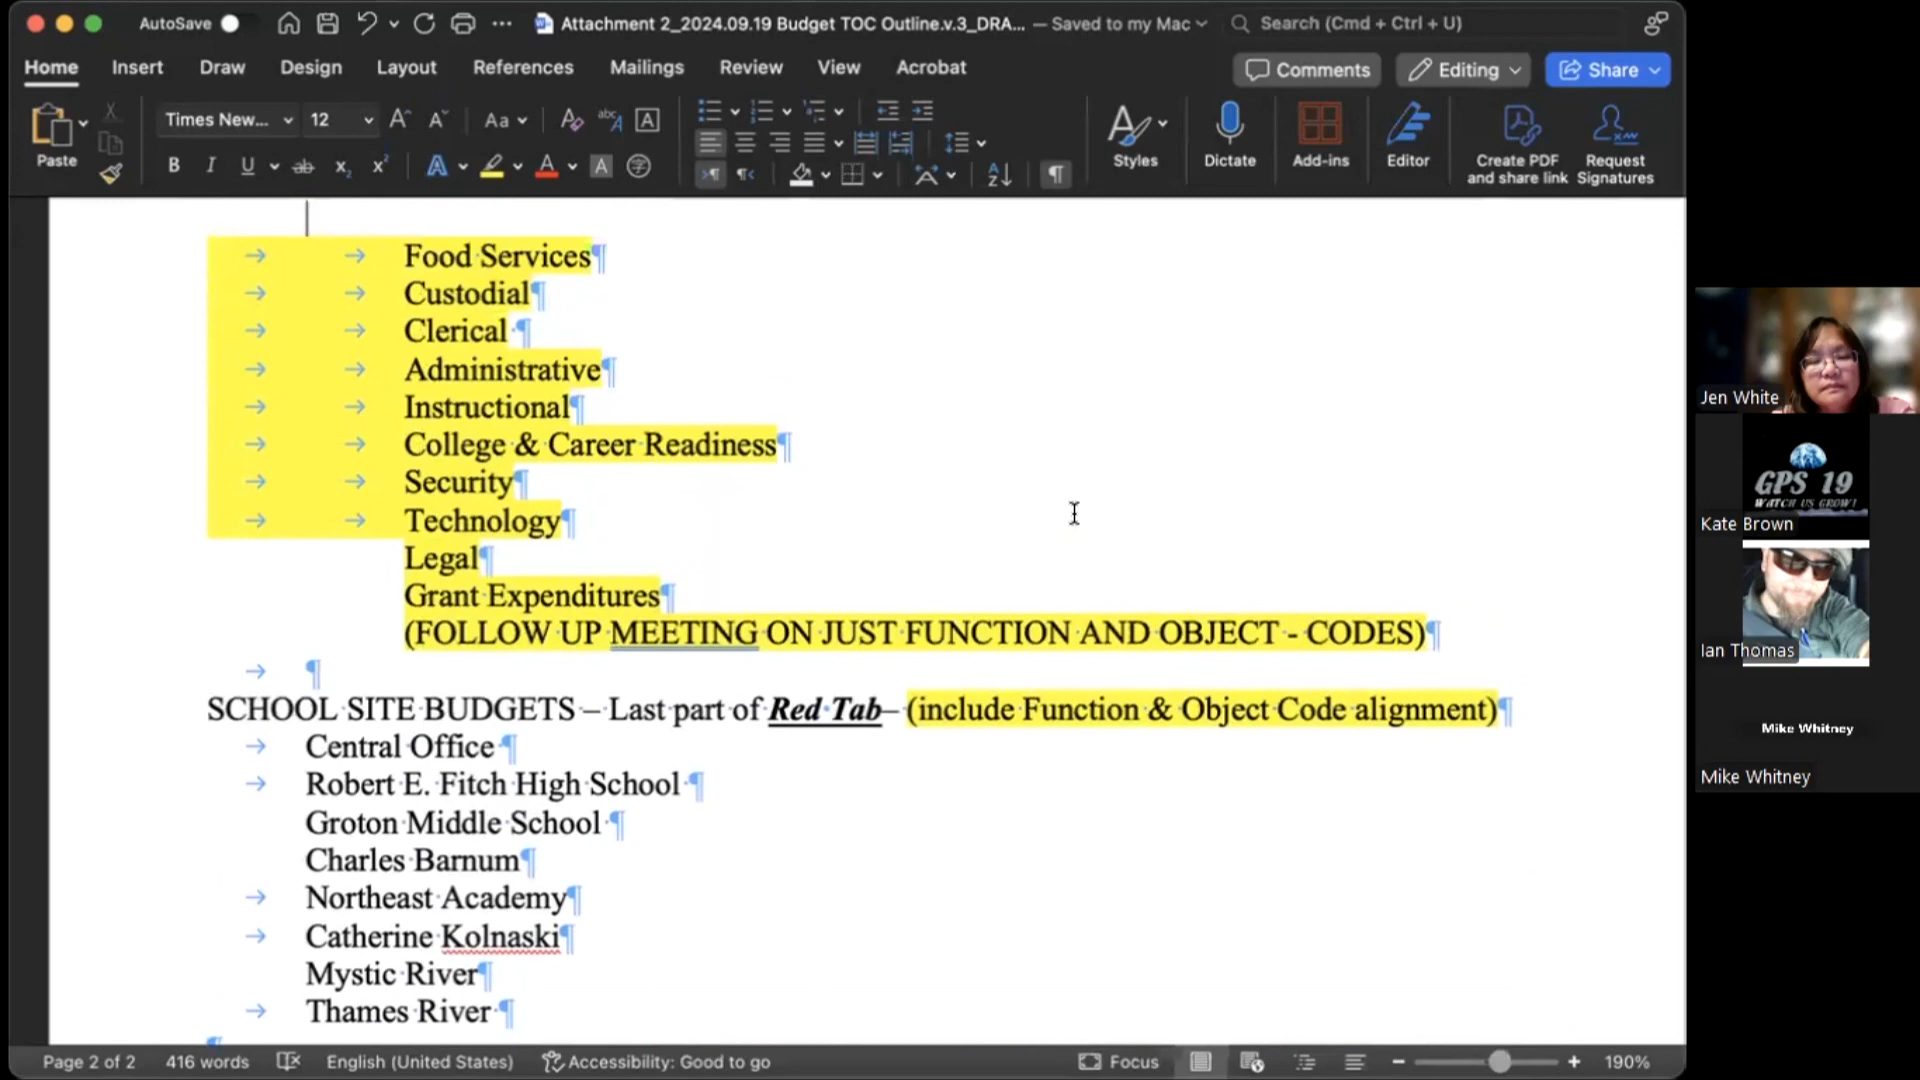 AutoSave
Attachment 2_2024.09.19 Budget TOC Outline.v.3_DRA... — Saved to my Mac
Search (Cmd + Ctrl + U)
Home Insert Draw Design Layout References Mailings Review View Acrobat
Comments Editing Share
Paste
Times New... 12
Styles
Dictate
Add-ins
Editor
Create PDF
and share link
Request
Signatures
Food Services
Custodial
Clerical
Administrative
Instructional
College & Career Readiness
Security
Technology
Legal
Grant Expenditures
(FOLLOW UP MEETING ON JUST FUNCTION AND OBJECT - CODES)
SCHOOL SITE BUDGETS – Last part of Red Tab– (include Function & Object Code alignment)
Central Office
Robert E. Fitch High School
Groton Middle School
Charles Barnum
Northeast Academy
Catherine Kolnaski
Mystic River
Thames River
Page 2 of 2 416 words English (United States) Accessibility: Good to go Focus 190%
Jen White
GPS 19
WATCH US GROW!
Kate Brown
Ian Thomas
Mike Whitney
Mike Whitney